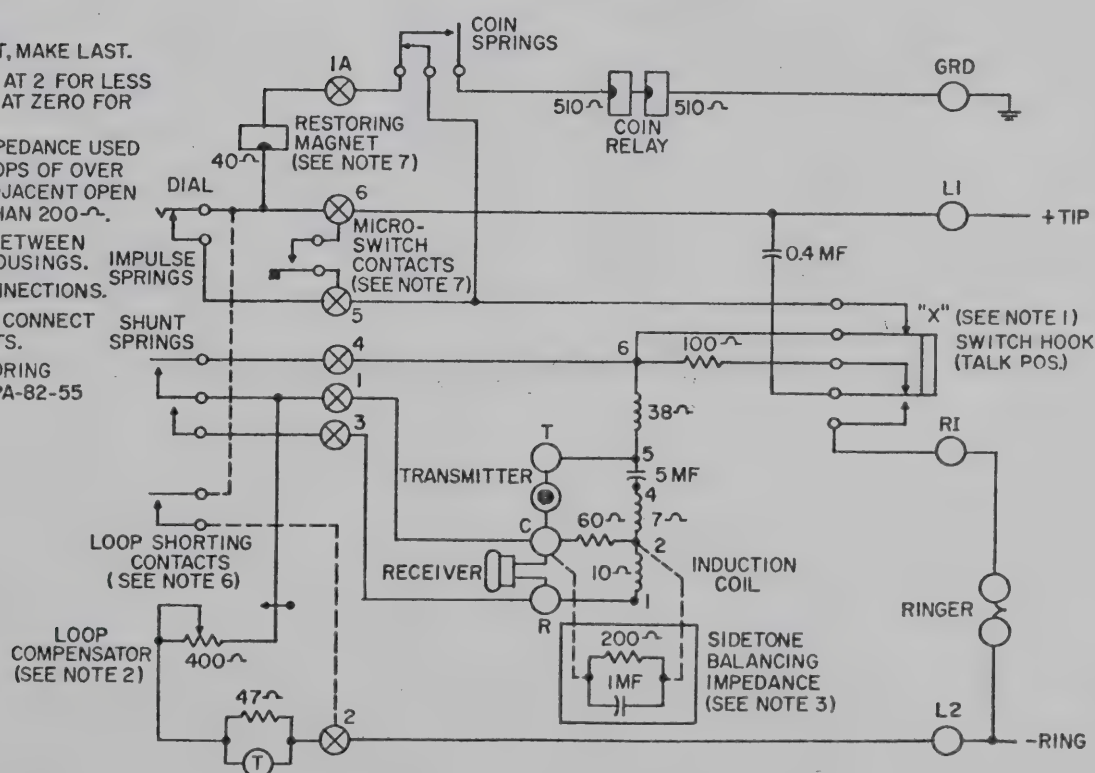 T, MAKE LAST.
AT 2 FOR LESS
AT ZERO FOR
PEDANCE USED
OPS OF OVER
DJACENT OPEN
HAN 200∼.
BETWEEN
OUSINGS.
NNECTIONS.
CONNECT
TS.
ORING
PA-82-55
COIN
SPRINGS
1A
510∼
510∼
COIN
RELAY
GRD
RESTORING
MAGNET
(SEE NOTE 7)
40∼
DIAL
6
L1
+TIP
MICRO-
SWITCH
CONTACTS
(SEE NOTE 7)
0.4 MF
IMPULSE
SPRINGS
5
"X" (SEE NOTE 1)
SWITCH HOOK
(TALK POS.)
SHUNT
SPRINGS
4
6
100∼
1
38∼
3
T
5
RI
TRANSMITTER
5 MF
4
60∼
7∼
C
2
LOOP SHORTING
CONTACTS
(SEE NOTE 6)
RECEIVER
10∼
INDUCTION
COIL
1
R
RINGER
LOOP
COMPENSATOR
(SEE NOTE 2)
400∼
200∼
1MF
SIDETONE
BALANCING
IMPEDANCE
(SEE NOTE 3)
47∼
T
2
L2
-RING